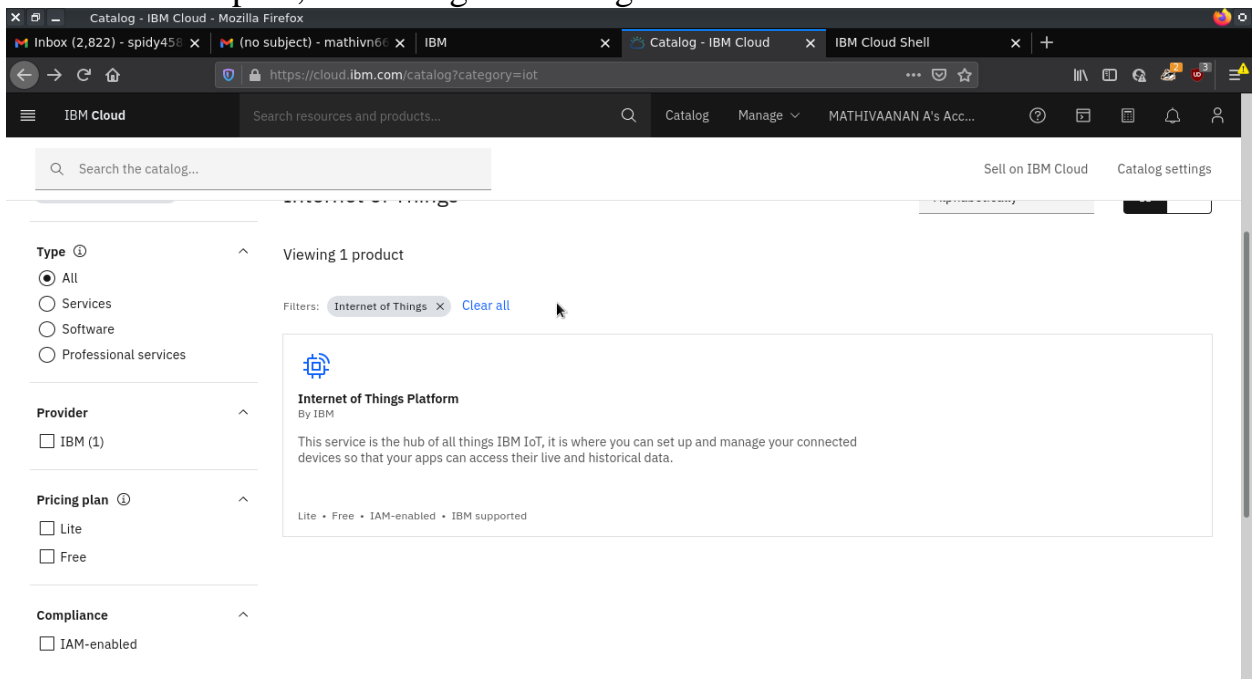 Catalog - IBM Cloud - Mozilla Firefox
Inbox (2,822) - spidy458
(no subject) - mathivn66
IBM
Catalog - IBM Cloud
IBM Cloud Shell
https://cloud.ibm.com/catalog?category=iot
2
3
IBM Cloud
Search resources and products...
Catalog
Manage
MATHIVAANAN A's Acc...
Search the catalog...
Sell on IBM Cloud
Catalog settings
Internet of Things
Alphabetically
Type
All
Services
Software
Professional services
Provider
IBM (1)
Pricing plan
Lite
Free
Compliance
IAM-enabled
Viewing 1 product
Filters: Internet of Things Clear all
Internet of Things Platform
By IBM
This service is the hub of all things IBM IoT, it is where you can set up and manage your connected
devices so that your apps can access their live and historical data.
Lite • Free • IAM-enabled • IBM supported